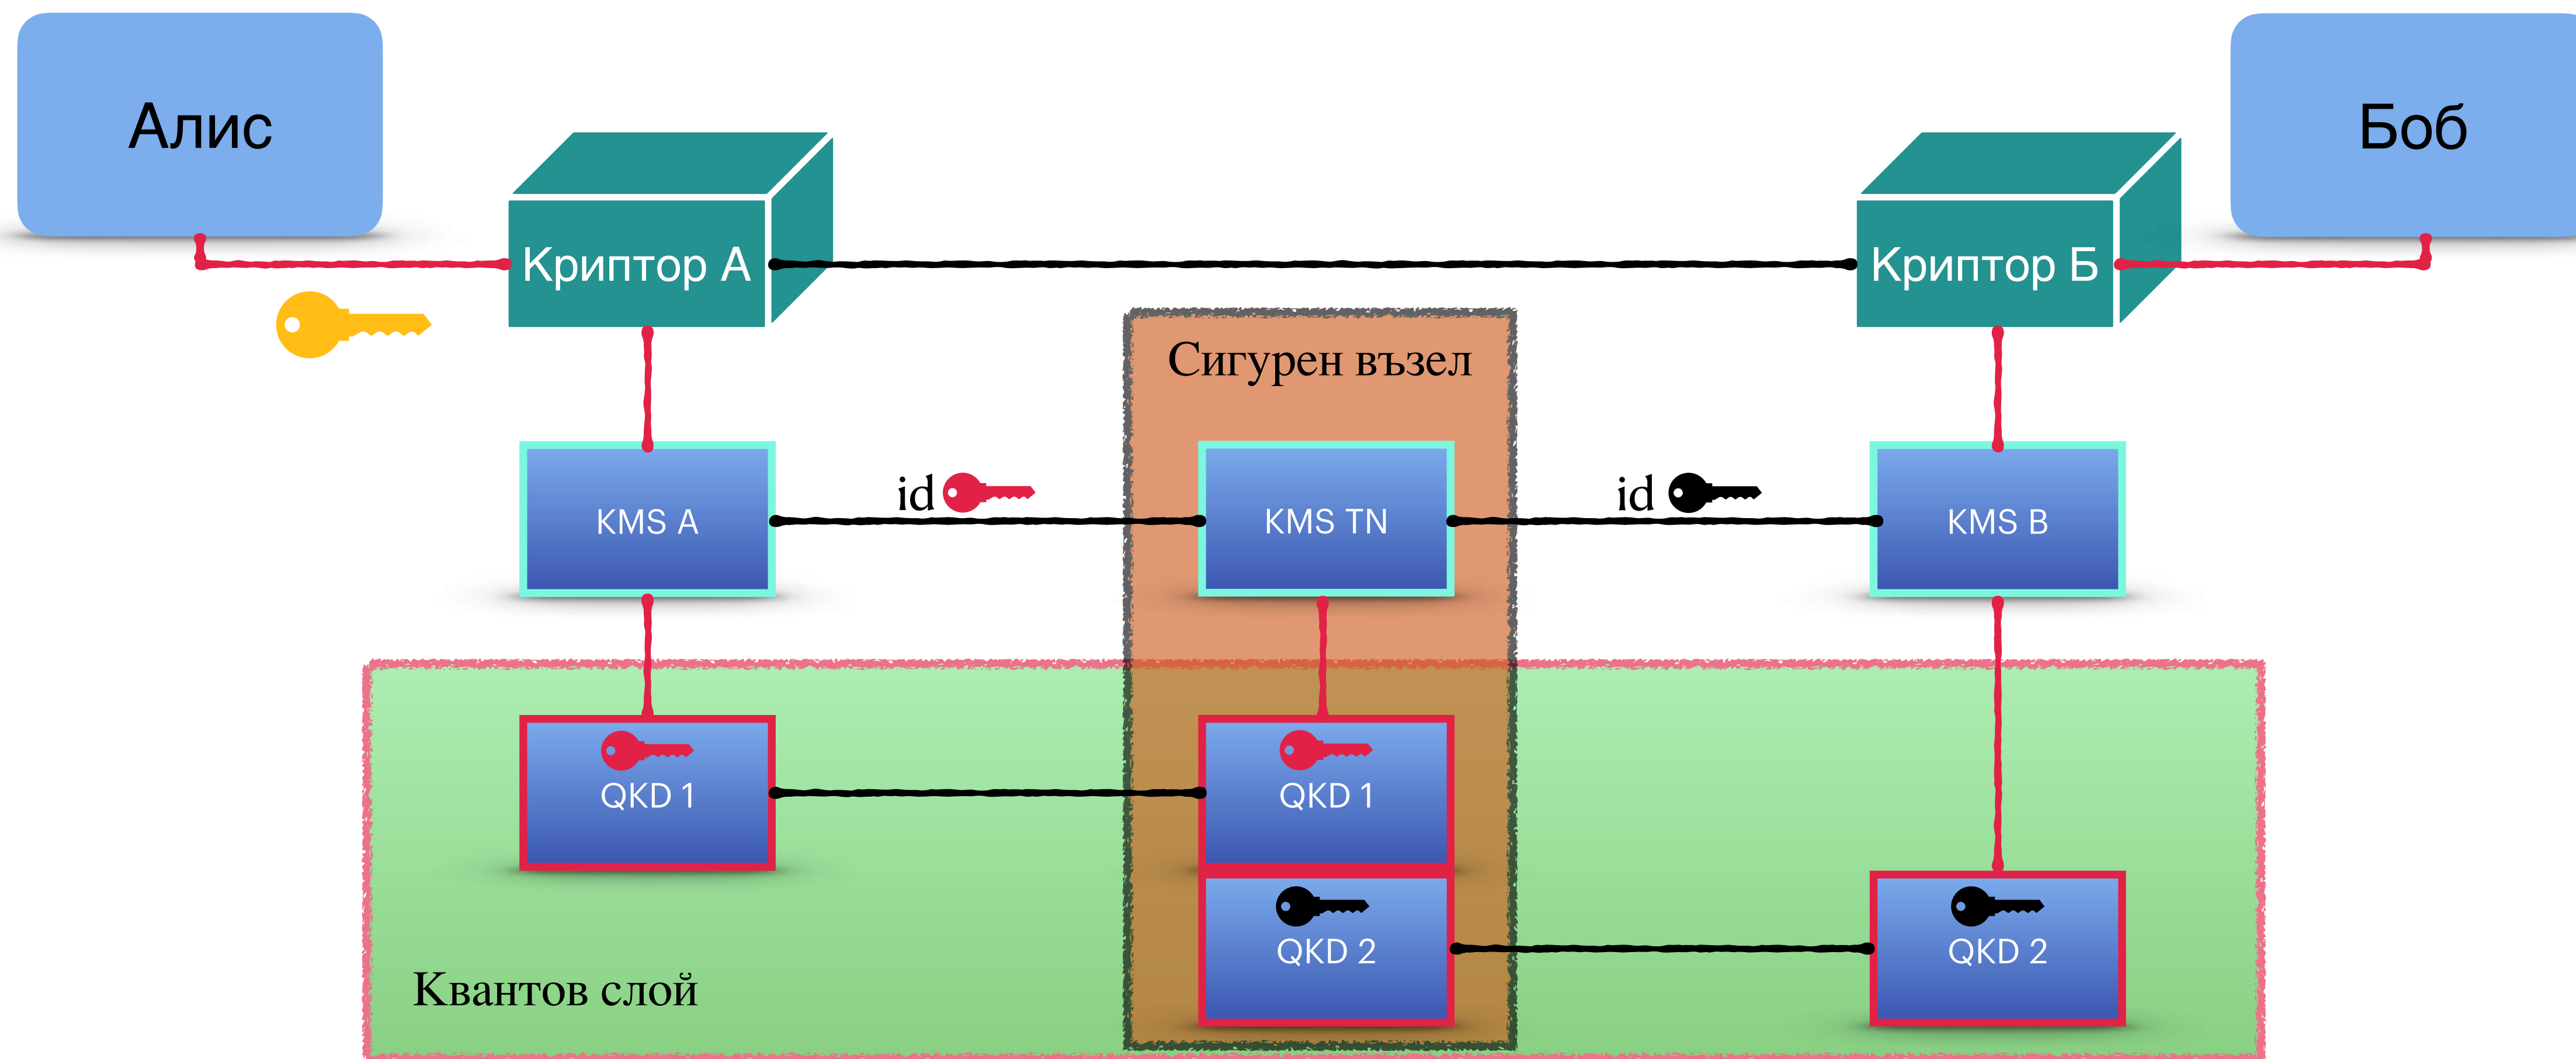 Алис
Боб
Криптор А
Криптор Б
Сигурен възел
id
id
KMS A
KMS TN
KMS B
QKD 1
QKD 1
QKD 2
QKD 2
Квантов слой